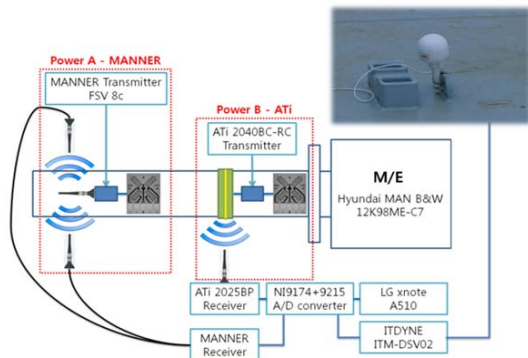 Power A - MANNER
MANNER Transmitter
FSV 8c
Power B - ATi
ATi 2040BC-RC
Transmitter
M/E
Hyundai MAN B&W
12K98ME-C7
ATi 2025BP
Receiver
NI9174+9215
A/D converter
LG xnote
A510
MANNER
Receiver
ITDYNE
ITM-DSV02